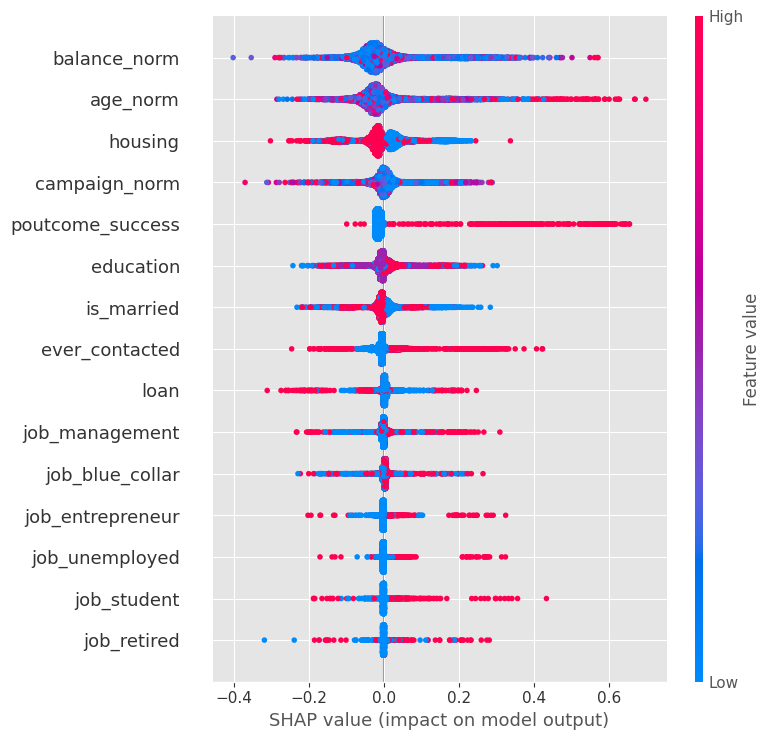 High
balance_norm
age_norm
housing
campaign_norm
poutcome_success
education
is_married
ever_contacted
loan
job_management
job_blue_collar
job_entrepreneur
job_unemployed
job_student
job_retired
Feature value
Low
−0.4 −0.2 0.0 0.2 0.4 0.6
SHAP value (impact on model output)